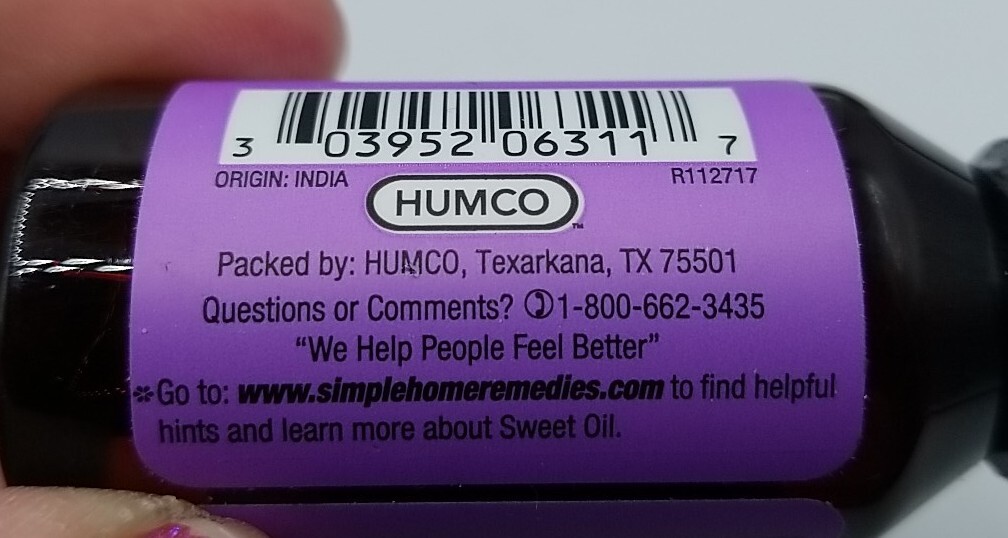 3 03952 06311 7
ORIGIN: INDIA R112717
HUMCO™
Packed by: HUMCO, Texarkana, TX 75501
Questions or Comments? ✆1-800-662-3435
“We Help People Feel Better”
*Go to: www.simplehomeremedies.com to find helpful
hints and learn more about Sweet Oil.